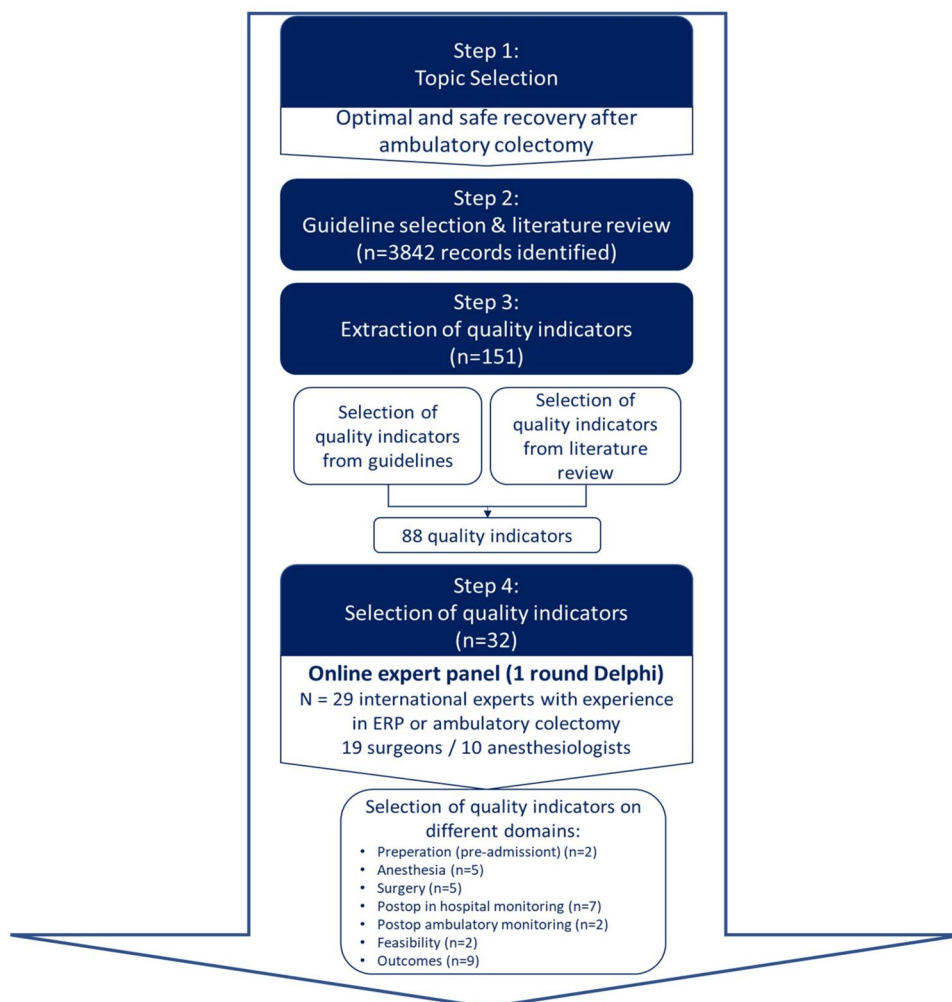 Step 1:
Topic Selection
Optimal and safe recovery after
ambulatory colectomy
Step 2:
Guideline selection & literature review
(n=3842 records identified)
Step 3:
Extraction of quality indicators
(n=151)
Selection of
quality indicators
from guidelines
Selection of
quality indicators
from literature
review
88 quality indicators
Step 4:
Selection of quality indicators
(n=32)
Online expert panel (1 round Delphi)
N = 29 international experts with experience
in ERP or ambulatory colectomy
19 surgeons / 10 anesthesiologists
Selection of quality indicators on
different domains:
• Preperation (pre-admissiont) (n=2)
• Anesthesia (n=5)
• Surgery (n=5)
• Postop in hospital monitoring (n=7)
• Postop ambulatory monitoring (n=2)
• Feasibility (n=2)
• Outcomes (n=9)